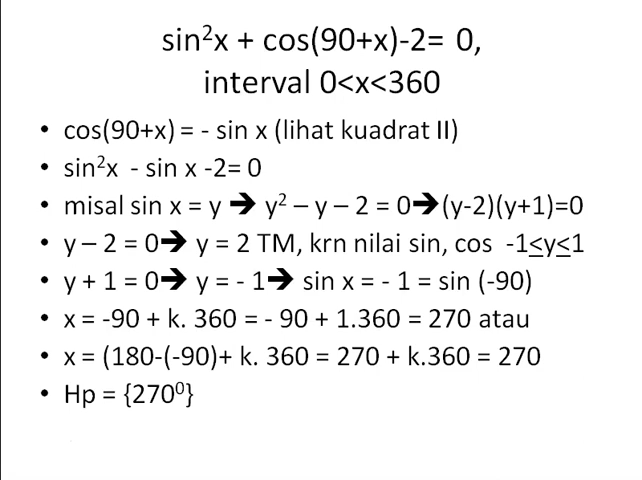 sin²x + cos(90+x)-2= 0,
interval 0<x<360
• cos(90+x) = - sin x (lihat kuadrat II)
• sin²x - sin x -2= 0
• misal sin x = y ➔ y² – y – 2 = 0➔(y-2)(y+1)=0
• y – 2 = 0➔ y = 2 TM, krn nilai sin, cos -1≤y≤1
• y + 1 = 0➔ y = - 1➔ sin x = - 1 = sin (-90)
• x = -90 + k. 360 = - 90 + 1.360 = 270 atau
• x = (180-(-90)+ k. 360 = 270 + k.360 = 270
• Hp = {270⁰}